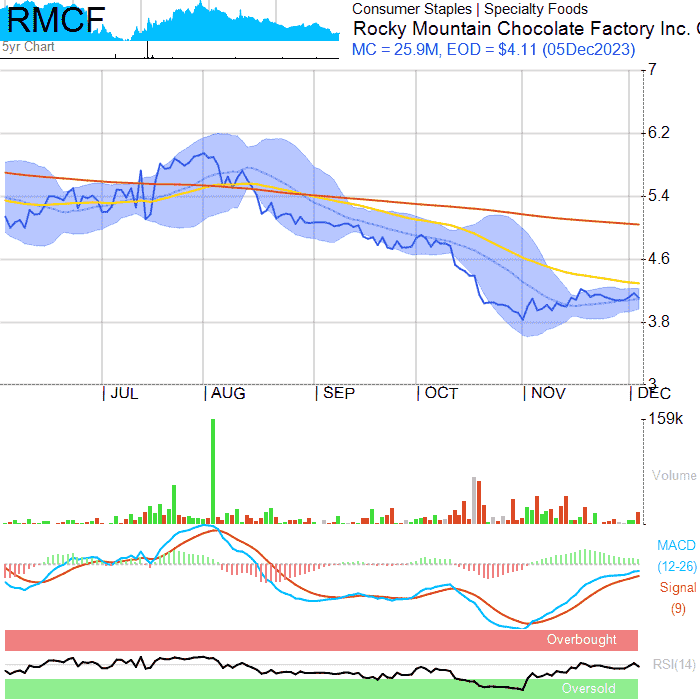 RMCF
5yr Chart
Consumer Staples | Specialty Foods
Rocky Mountain Chocolate Factory Inc. (
MC = 25.9M, EOD = $4.11 (05Dec2023)
7
6.2
5.4
4.6
3.8
3
| JUL | AUG | SEP | OCT | NOV | DEC
159k
Volume
MACD
(12-26)
Signal
(9)
Overbought
RSI(14)
Oversold